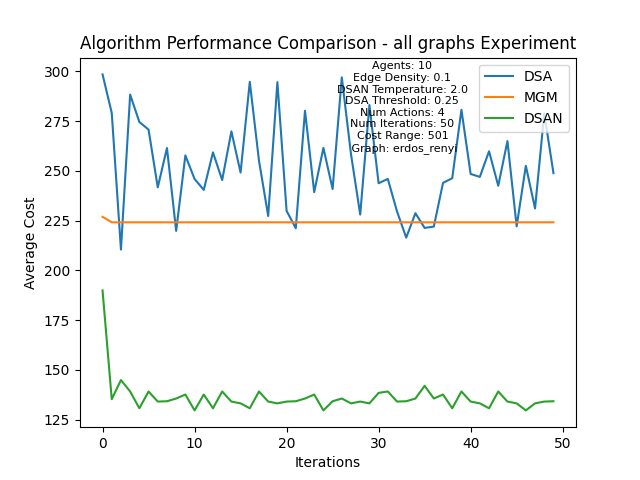 Algorithm Performance Comparison - all graphs Experiment
Agents: 10
Edge Density: 0.1
DSAN Temperature: 2.0
DSA Threshold: 0.25
Num Actions: 4
Num Iterations: 50
Cost Range: 501
Graph: erdos_renyi
DSA
MGM
DSAN
Average Cost
300
275
250
225
200
175
150
125
0
10
20
30
40
50
Iterations